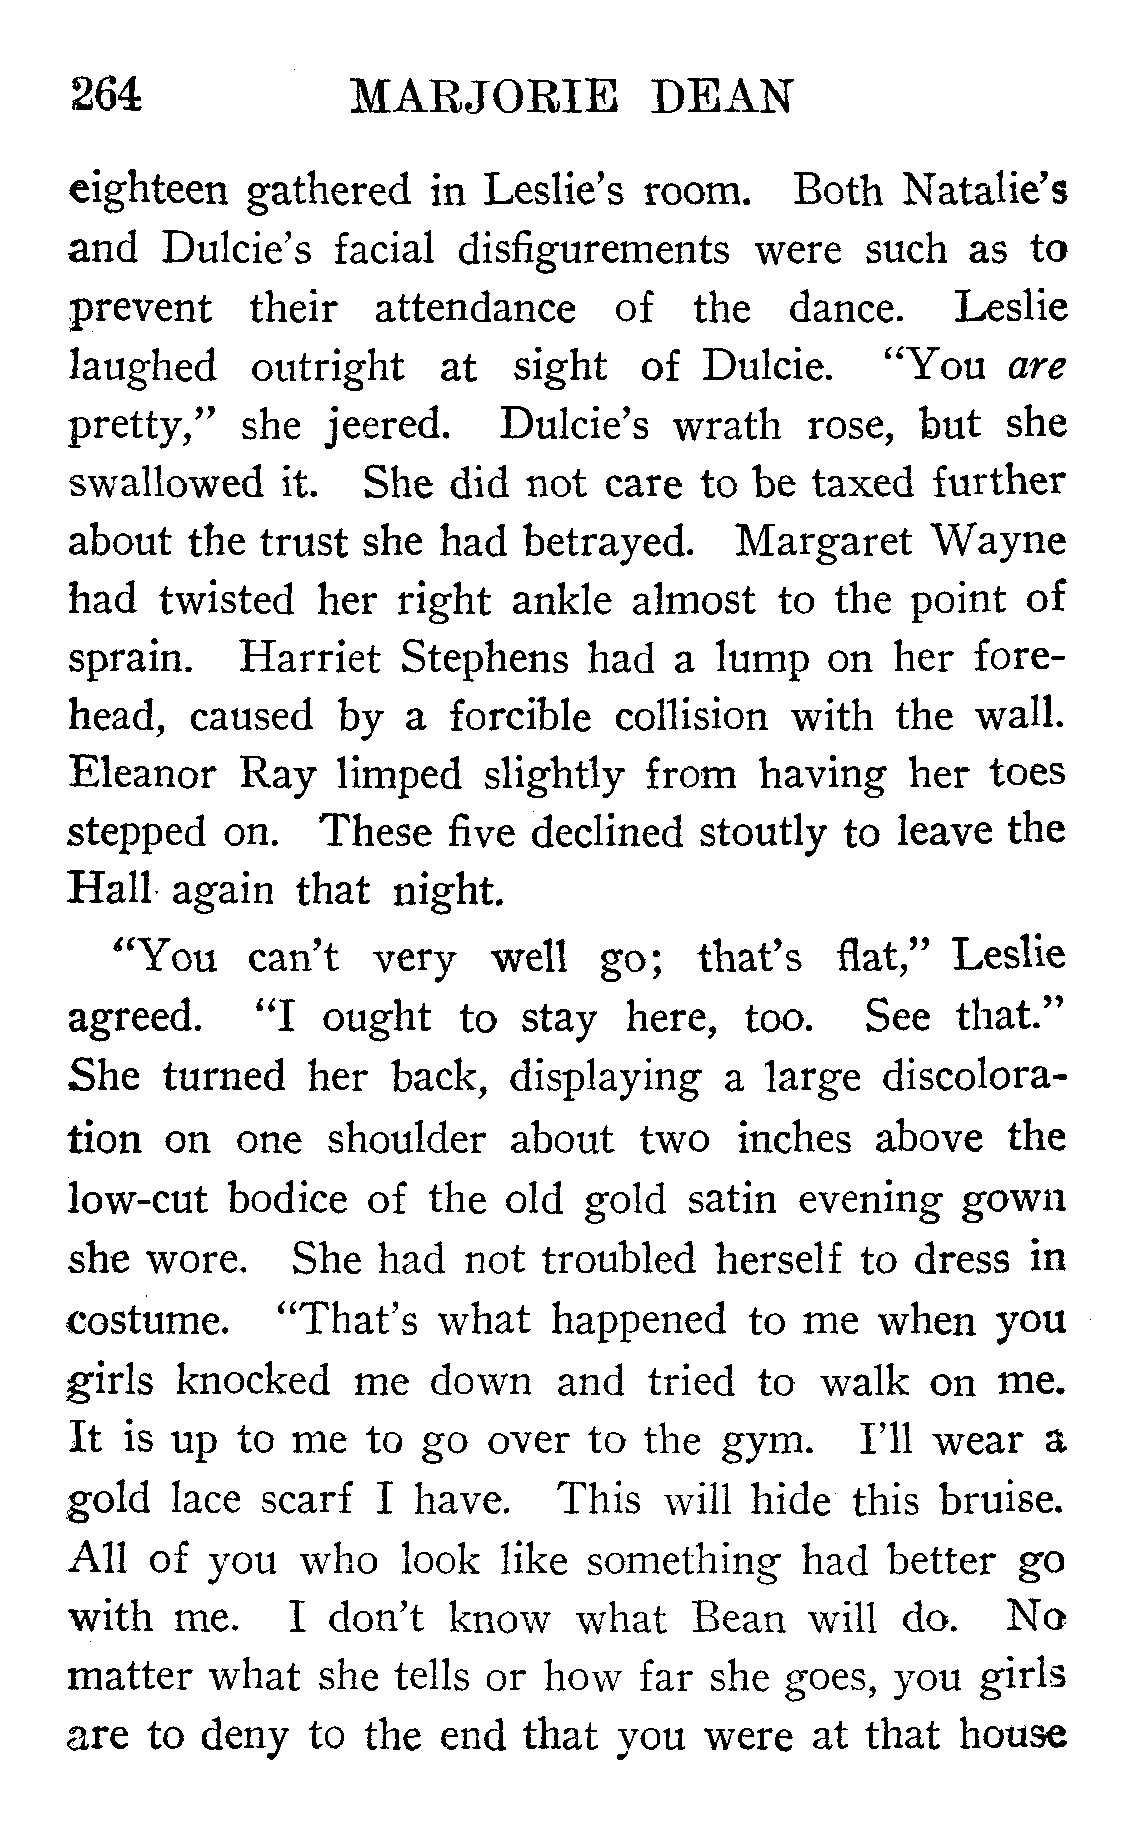 264 MARJORIE DEAN
eighteen gathered in Leslie's room. Both Natalie's
and Dulcie's facial disfigurements were such as to
prevent their attendance of the dance. Leslie
laughed outright at sight of Dulcie. "You are
pretty," she jeered. Dulcie's wrath rose, but she
swallowed it. She did not care to be taxed further
about the trust she had betrayed. Margaret Wayne
had twisted her right ankle almost to the point of
sprain. Harriet Stephens had a lump on her fore-
head, caused by a forcible collision with the wall.
Eleanor Ray limped slightly from having her toes
stepped on. These five declined stoutly to leave the
Hall again that night.
"You can't very well go; that's flat," Leslie
agreed. "I ought to stay here, too. See that."
She turned her back, displaying a large discolora-
tion on one shoulder about two inches above the
low-cut bodice of the old gold satin evening gown
she wore. She had not troubled herself to dress in
costume. "That's what happened to me when you
girls knocked me down and tried to walk on me.
It is up to me to go over to the gym. I'll wear a
gold lace scarf I have. This will hide this bruise.
All of you who look like something had better go
with me. I don't know what Bean will do. No
matter what she tells or how far she goes, you girls
are to deny to the end that you were at that house